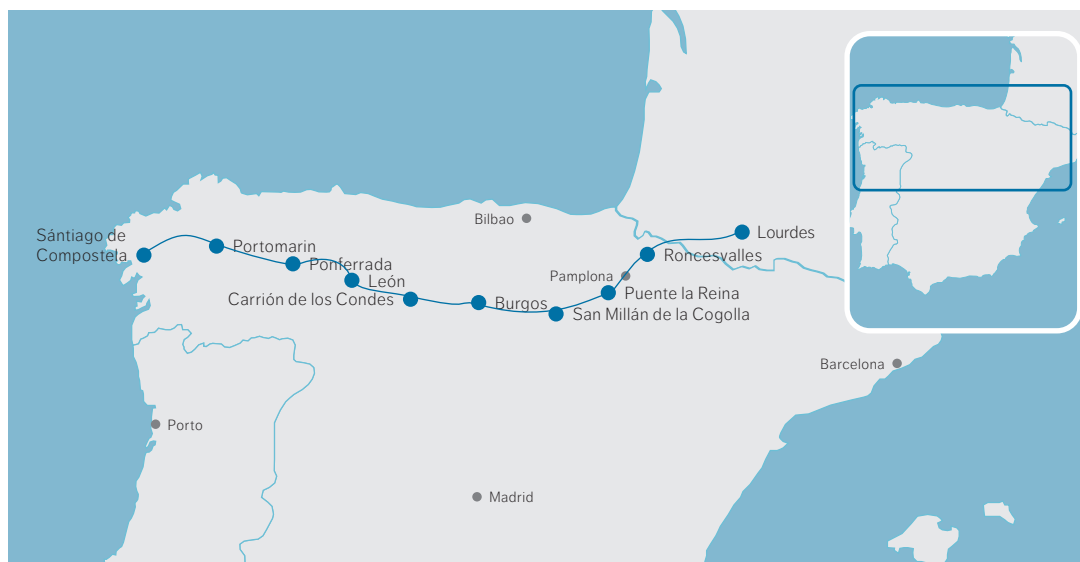 Bilbao
Sántiago de
Compostela
Portomarin
Lourdes
Roncesvalles
Ponferrada
Pamplona
León
Puente la Reina
Carrión de los Condes
Burgos
San Millán de la Cogolla
Barcelona
Porto
Madrid